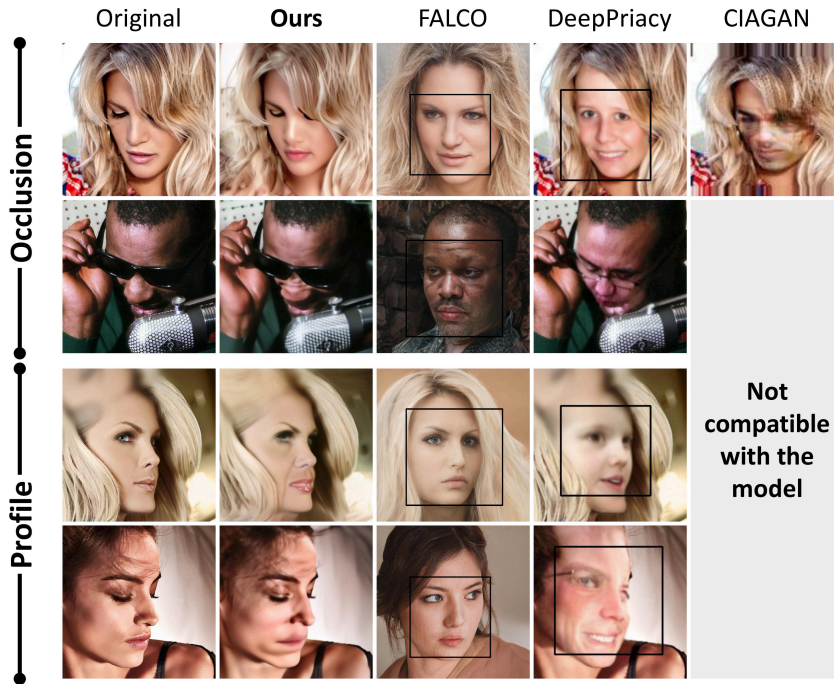 Original Ours FALCO DeepPriacy CIAGAN
Occlusion
Profile
Not
compatible
with the
model